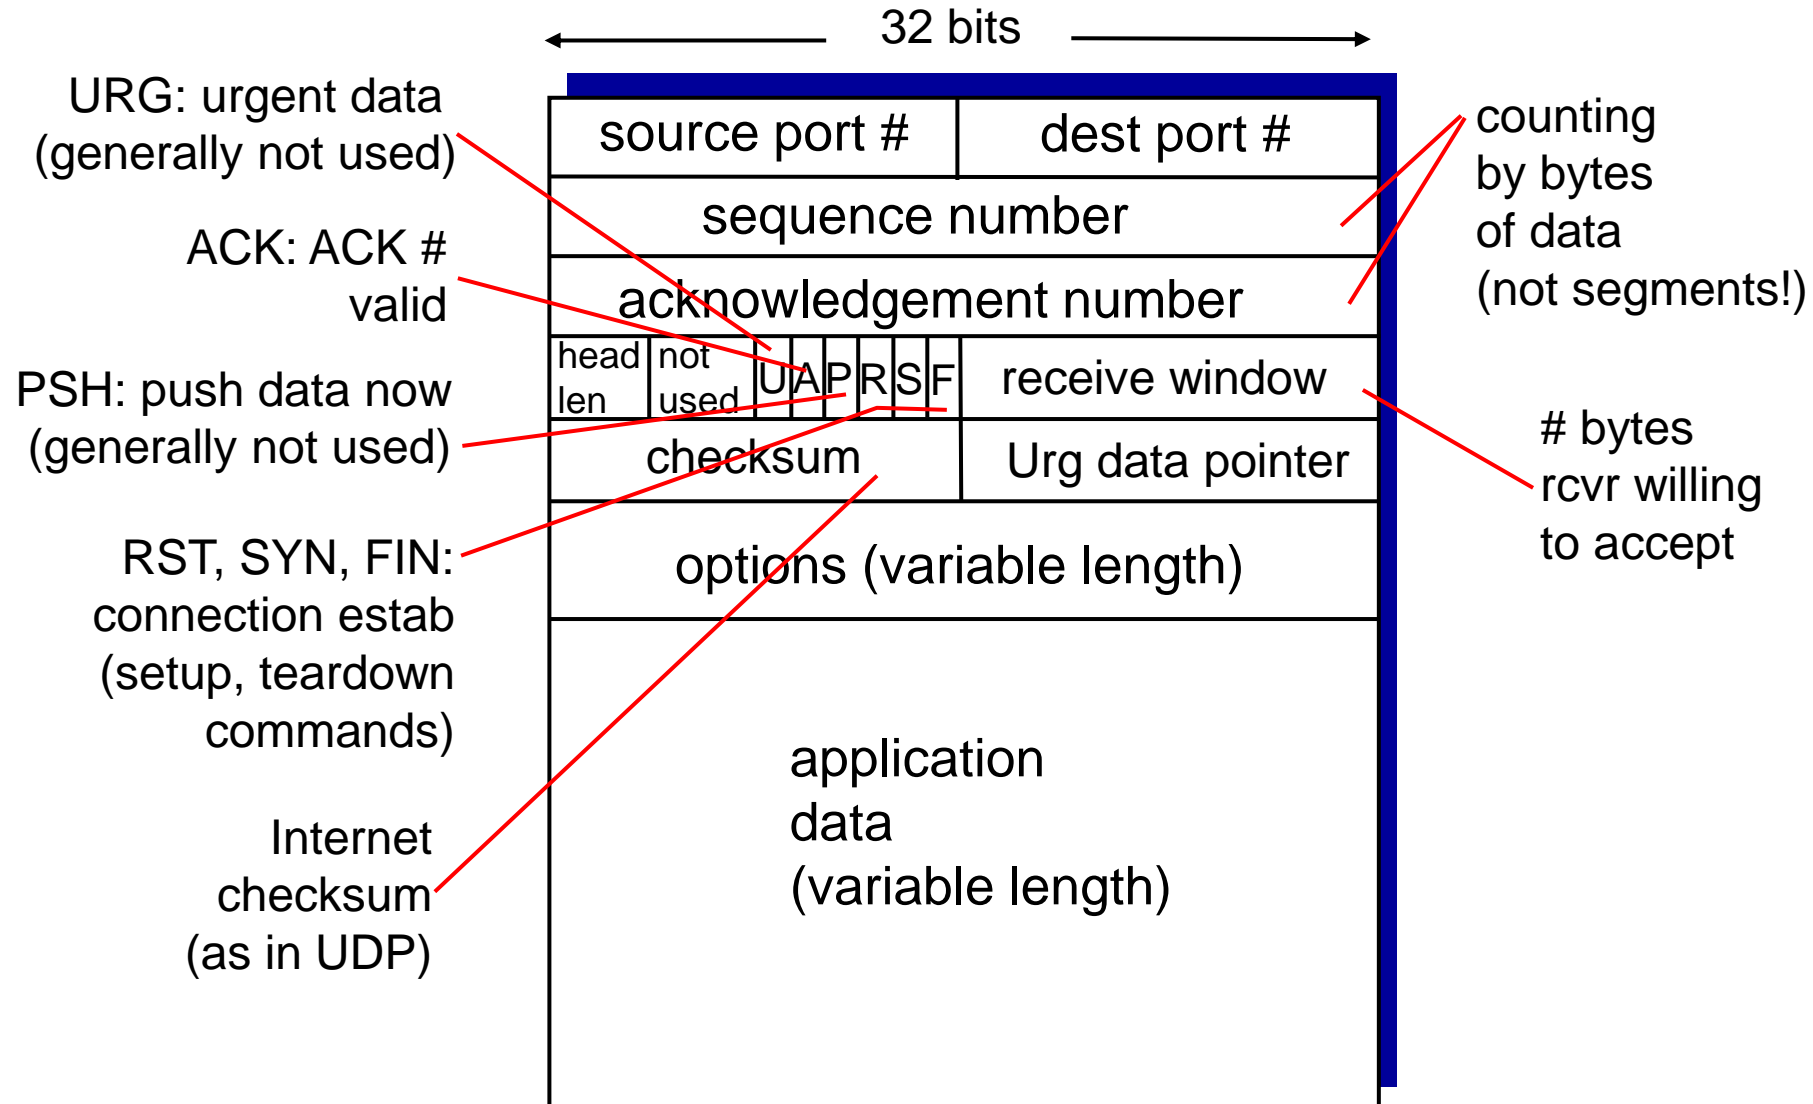 32 bits
URG: urgent data
(generally not used)
ACK: ACK #
valid
PSH: push data now
(generally not used)
RST, SYN, FIN:
connection estab
(setup, teardown
commands)
Internet
checksum
(as in UDP)
source port #
dest port #
sequence number
acknowledgement number
head
len
not
used
U
A
P
R
S
F
receive window
checksum
Urg data pointer
options (variable length)
application
data
(variable length)
counting
by bytes
of data
(not segments!)
# bytes
rcvr willing
to accept